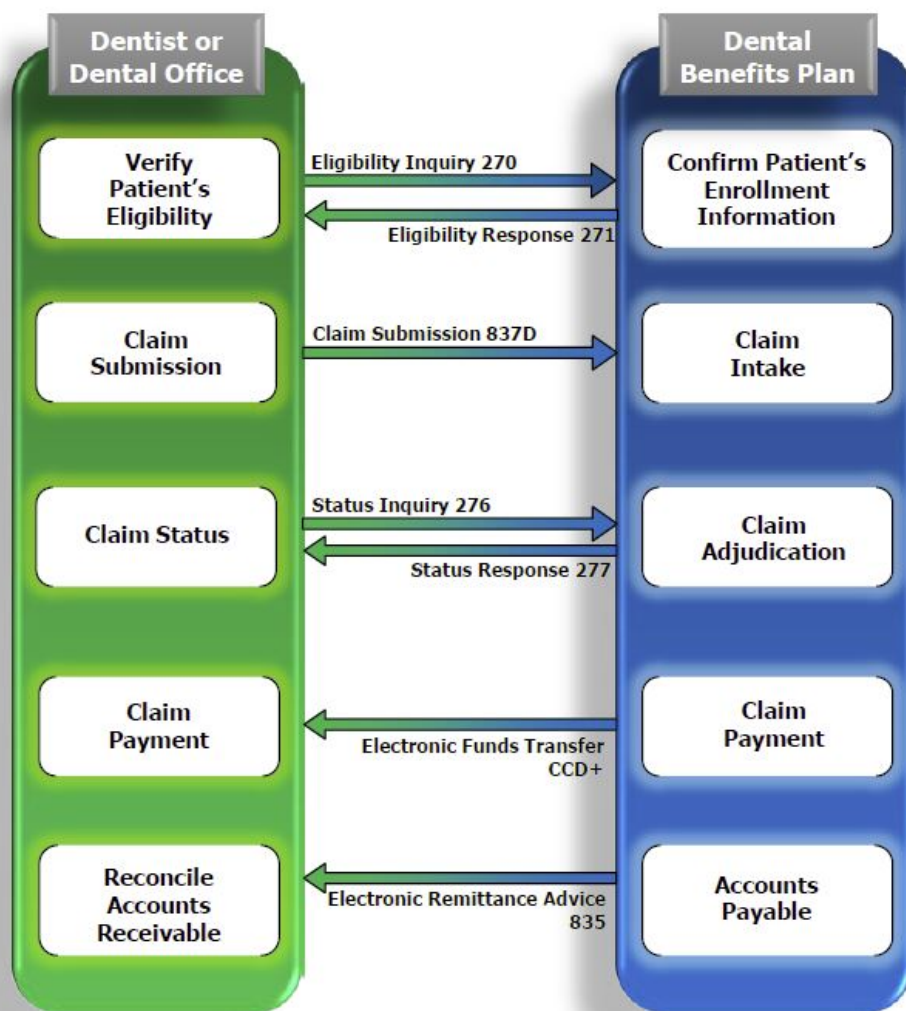 Dentist or
Dental Office
Dental
Benefits Plan
Verify
Patient's
Eligibility
Eligibility Inquiry 270
Eligibility Response 271
Confirm Patient's
Enrollment
Information
Claim
Submission
Claim Submission 837D
Claim
Intake
Claim Status
Status Inquiry 276
Status Response 277
Claim
Adjudication
Claim
Payment
Electronic Funds Transfer
CCD+
Claim
Payment
Reconcile
Accounts
Receivable
Electronic Remittance Advice
835
Accounts
Payable